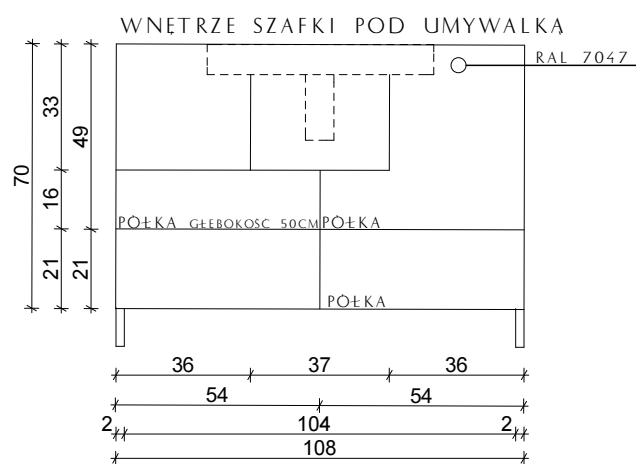 WNĘTRZE SZAFKI POD UMYWALKĄ
RAL 7047
70
33
49
16
21
21
PÓŁKA GŁĘBOKOŚC 50CM PÓŁKA
PÓŁKA
36 37 36
54 54
2 104 2
108